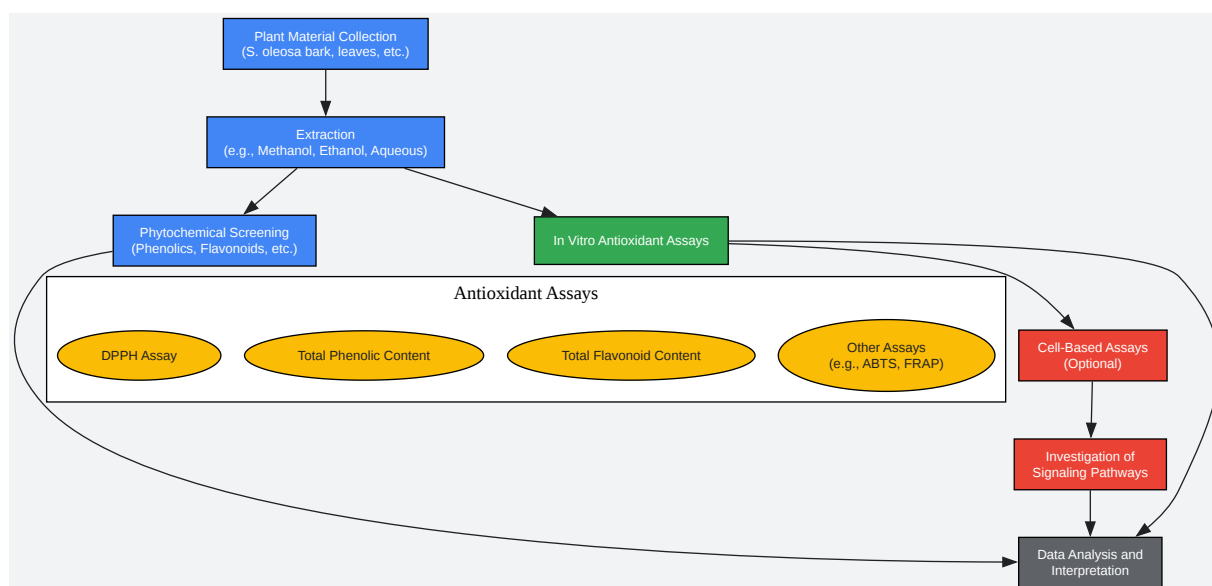 Plant Material Collection
(S. oleosa bark, leaves, etc.)
Extraction
(e.g., Methanol, Ethanol, Aqueous)
Phytochemical Screening
(Phenolics, Flavonoids, etc.)
In Vitro Antioxidant Assays
Antioxidant Assays
DPPH Assay
Total Phenolic Content
Total Flavonoid Content
Other Assays
(e.g., ABTS, FRAP)
Cell-Based Assays
(Optional)
Investigation of
Signaling Pathways
Data Analysis and
Interpretation